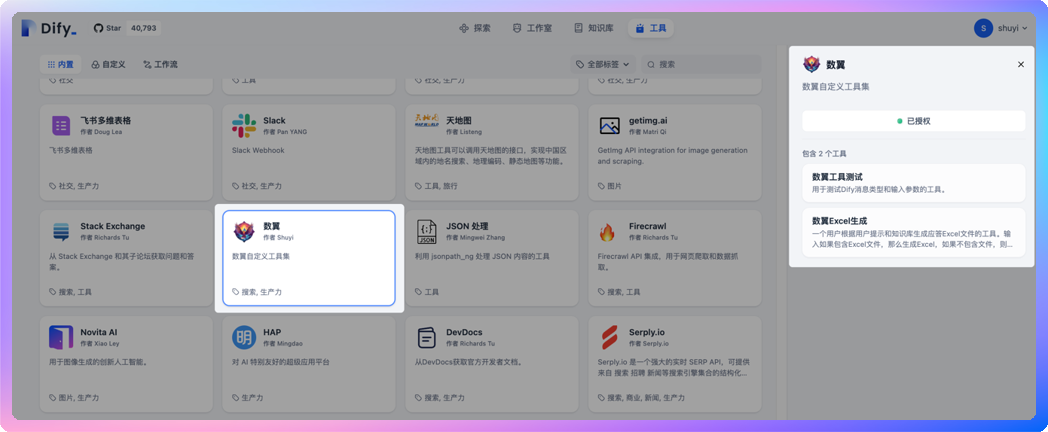 Dify
Star 40,793
探索
工作室
知识库
工具
S shuyi
内置
自定义
工作流
全部标签
搜索
社交
工具
社交, 生产力
社交, 生产力
飞书多维表格
作者 Doug Lea
飞书多维表格
社交, 生产力
Slack
作者 Pan YANG
Slack Webhook
社交, 生产力
天地图
作者 Listeng
天地图工具可以调用天地图的接口，实现中国区
域内的地名搜索、地理编码、静态地图等功能。
工具, 旅行
getimg.ai
作者 Matri Qi
GetImg API integration for image generation
and scraping.
图片
Stack Exchange
作者 Richards Tu
从 Stack Exchange 和其子论坛获取问题和答
案。
搜索, 工具
数翼
作者 Shuyi
数翼自定义工具集
搜索, 生产力
JSON
JSON 处理
作者 Mingwei Zhang
利用 jsonpath_ng 处理 JSON 内容的工具
工具
Firecrawl
作者 Richards Tu
Firecrawl API 集成，用于网页爬取和数据抓
取。
搜索, 工具
Novita AI
作者 Xiao Ley
用于图像生成的创新人工智能。
图片, 生产力
明
HAP
作者 Mingdao
对 AI 特别友好的超级应用平台
生产力
DevDocs
作者 Richards Tu
从DevDocs获取官方开发者文档。
搜索, 生产力
Serply.io
作者 Serply.io
Serply.io 是一个强大的实时 SERP API，可提供
来自 搜索 招聘 新闻等搜索引擎集合的结构化...
搜索, 商业, 新闻, 生产力
数翼
数翼自定义工具集
已授权
包含 2 个工具
数翼工具测试
用于测试Dify消息类型和输入参数的工具。
数翼Excel生成
一个用户根据用户提示和知识库生成应答Excel文件的工具。输
入如果包含Excel文件，那么生成Excel，如果不包含文件，则...